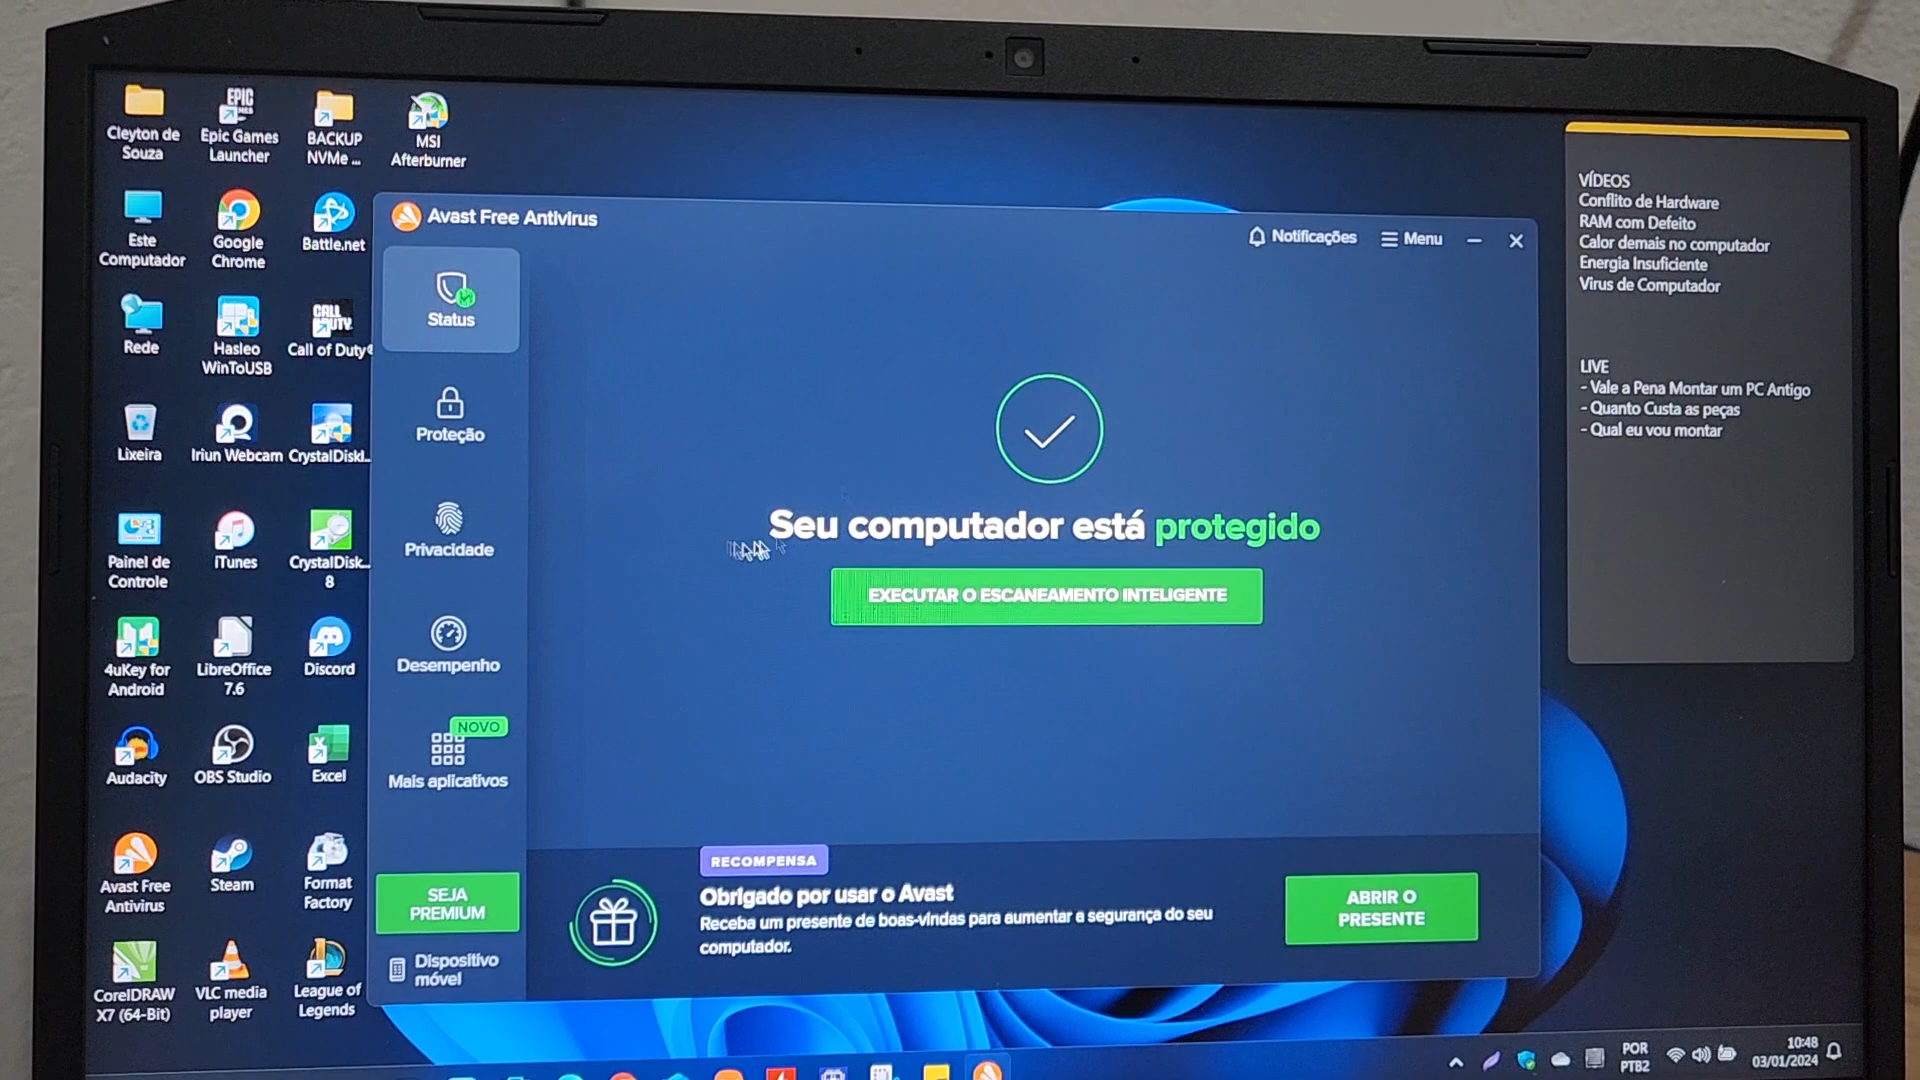 Cleyton de
Souza
EPIC
GAMES
Epic Games
Launcher
BACKUP
NVMe ...
MSI
Afterburner
Este
Computador
Google
Chrome
Battle.net
Rede
Hasleo
WinToUSB
CALL
DUTY
Call of Duty®
Lixeira
Iriun Webcam
CrystalDiskI...
Painel de
Controle
iTunes
CrystalDisk...
8
4uKey for
Android
LibreOffice
7.6
Discord
Audacity
OBS Studio
Excel
Avast Free
Antivirus
Steam
Format
Factory
CorelDRAW
X7 (64-Bit)
VLC media
player
League of
Legends
Avast Free Antivirus
Notificações
Menu
Status
Proteção
Privacidade
Desempenho
NOVO
Mais aplicativos
SEJA
PREMIUM
Dispositivo
móvel
Seu computador está protegido
EXECUTAR O ESCANEAMENTO INTELIGENTE
RECOMPENSA
Obrigado por usar o Avast
Receba um presente de boas-vindas para aumentar a segurança do seu
computador.
ABRIR O
PRESENTE
VÍDEOS
Conflito de Hardware
RAM com Defeito
Calor demais no computador
Energia Insuficiente
Virus de Computador
LIVE
- Vale a Pena Montar um PC Antigo
- Quanto Custa as peças
- Qual eu vou montar
POR
PTB2
10:48
03/01/2024